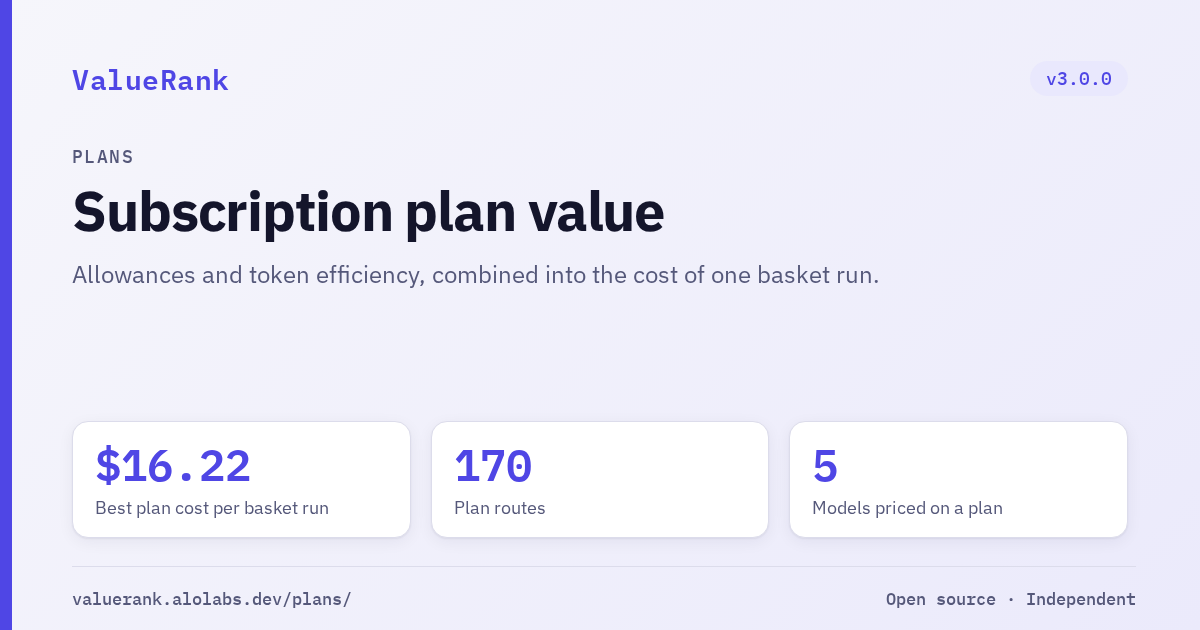 ValueRank
v3.0.0
PLANS
Subscription plan value
Allowances and token efficiency, combined into the cost of one basket run.
$16.22
Best plan cost per basket run
170
Plan routes
5
Models priced on a plan
valuerank.alolabs.dev/plans/
Open source · Independent